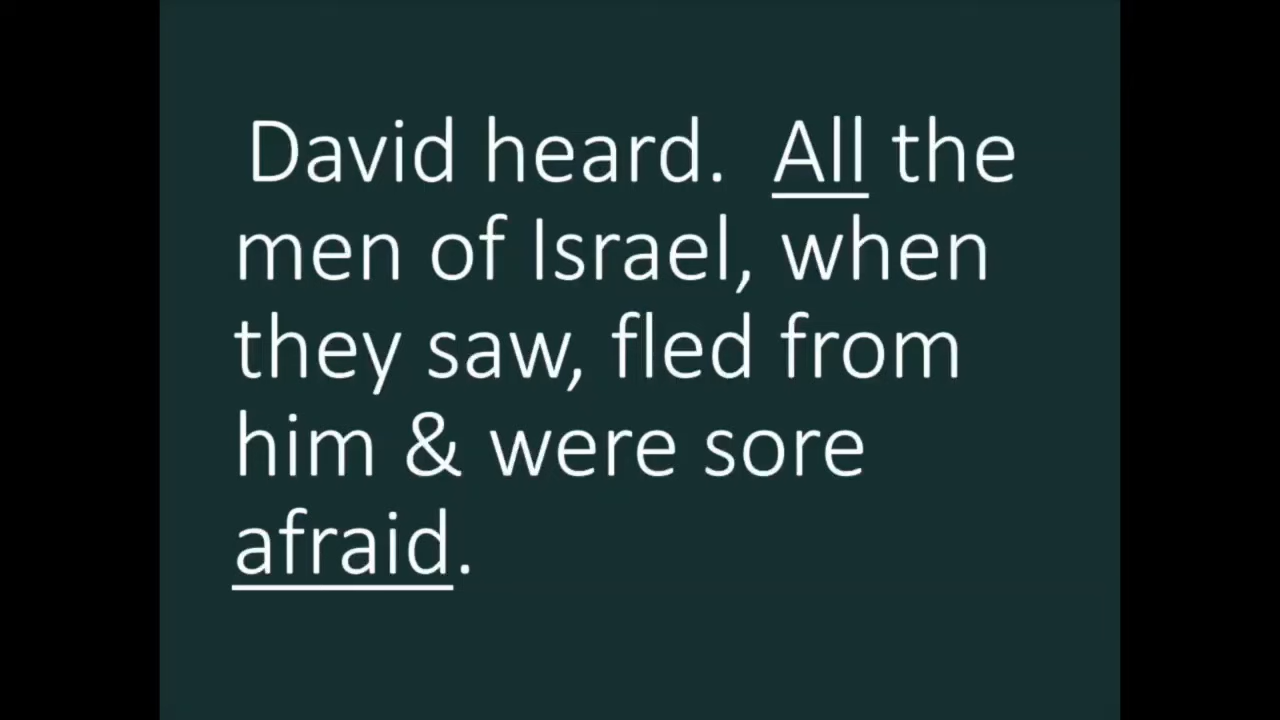 David heard.  All the
men of Israel, when
they saw, fled from
him & were sore
afraid.